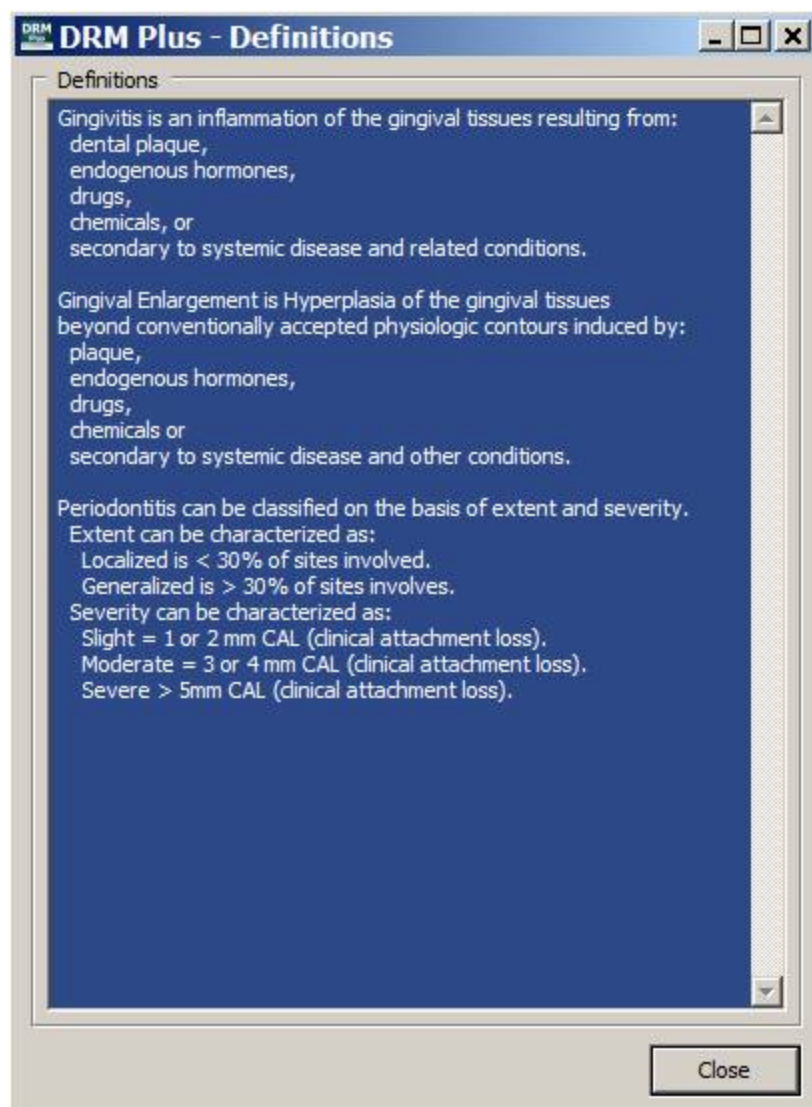 DRM Plus
DRM Plus - Definitions
Definitions
Gingivitis is an inflammation of the gingival tissues resulting from:
dental plaque,
endogenous hormones,
drugs,
chemicals, or
secondary to systemic disease and related conditions.
Gingival Enlargement is Hyperplasia of the gingival tissues
beyond conventionally accepted physiologic contours induced by:
plaque,
endogenous hormones,
drugs,
chemicals or
secondary to systemic disease and other conditions.
Periodontitis can be classified on the basis of extent and severity.
Extent can be characterized as:
Localized is < 30% of sites involved.
Generalized is > 30% of sites involves.
Severity can be characterized as:
Slight = 1 or 2 mm CAL (clinical attachment loss).
Moderate = 3 or 4 mm CAL (clinical attachment loss).
Severe > 5mm CAL (clinical attachment loss).
Close